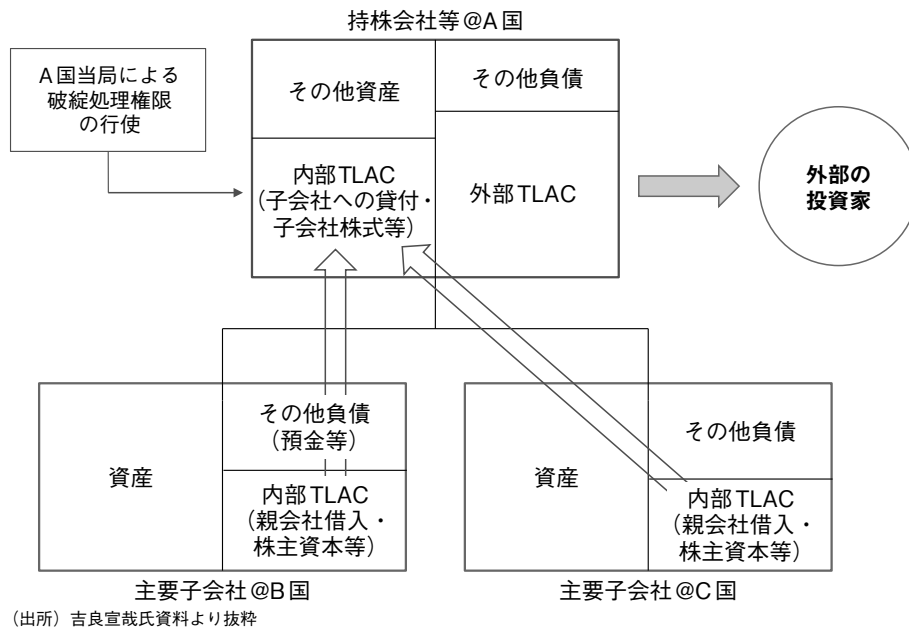 持株会社等@A国
A国当局による
破綻処理権限
の行使
その他資産
その他負債
内部TLAC
(子会社への貸付・
子会社株式等)
外部TLAC
外部の
投資家
資産
その他負債
(預金等)
内部TLAC
(親会社借入・
株主資本等)
主要子会社@B国
資産
その他負債
内部TLAC
(親会社借入・
株主資本等)
主要子会社@C国
(出所)吉良宣哉氏資料より抜粋